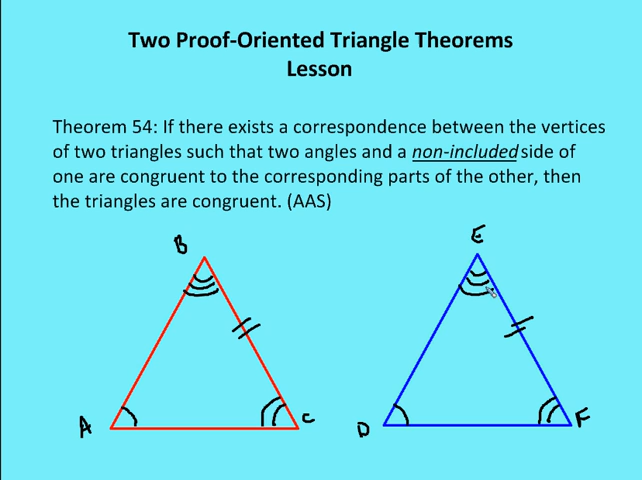 Two Proof-Oriented Triangle Theorems
Lesson
Theorem 54: If there exists a correspondence between the vertices
of two triangles such that two angles and a non-included side of
one are congruent to the corresponding parts of the other, then
the triangles are congruent. (AAS)
B
E
A
C
D
F